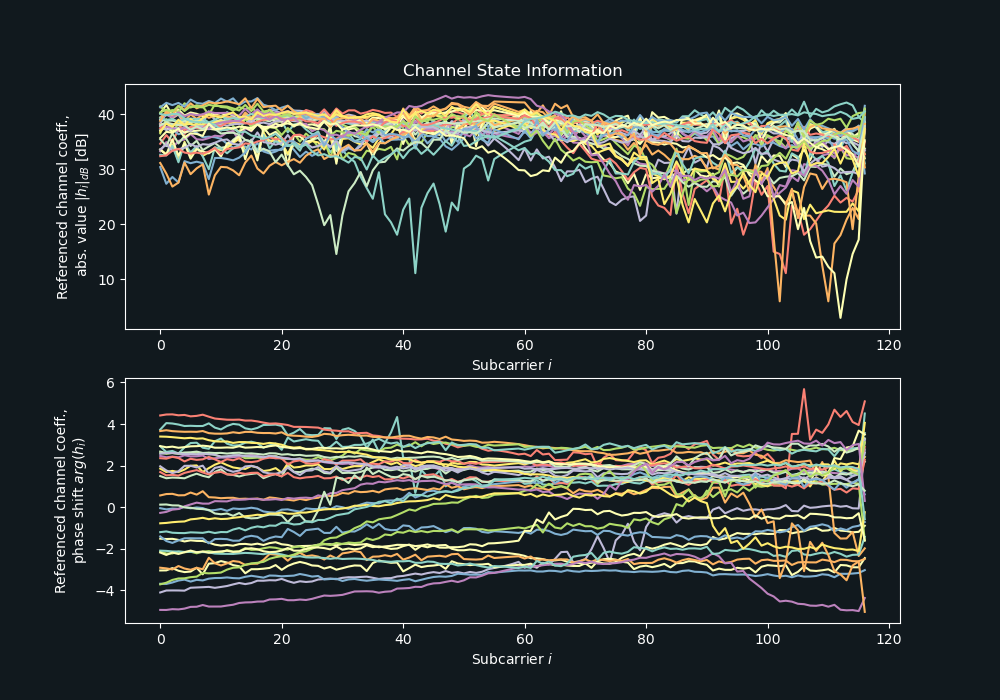 Channel State Information
Referenced channel coeff.,
abs. value |h_i|_dB [dB]
40
30
20
10
0 20 40 60 80 100 120
Subcarrier i
Referenced channel coeff.,
phase shift arg(h_i)
6
4
2
0
−2
−4
0 20 40 60 80 100 120
Subcarrier i